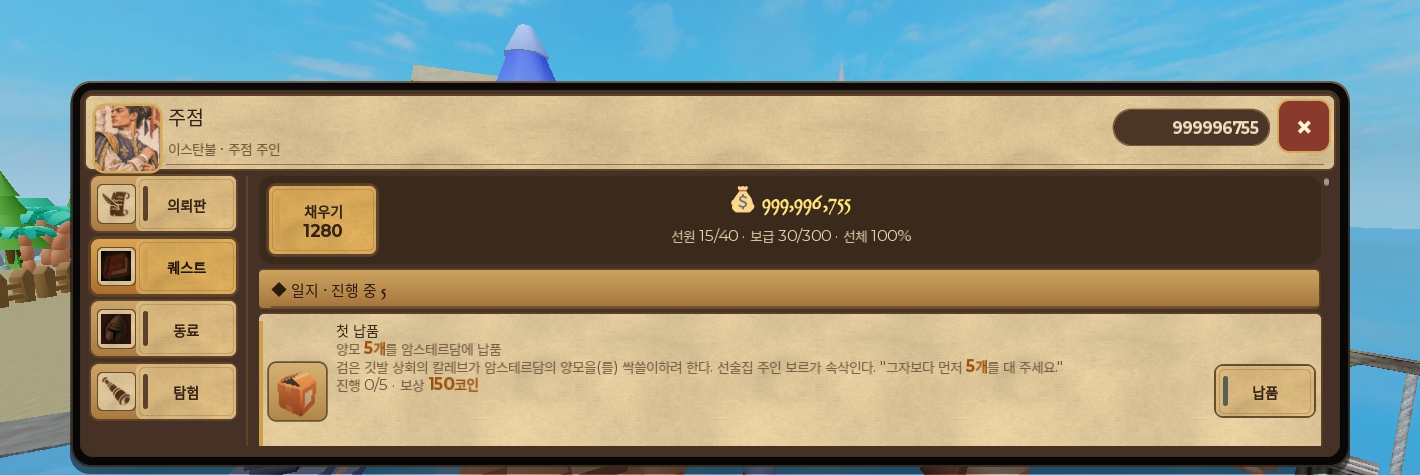 주점
이스탄불 · 주점 주인
999996755
×
의뢰판
퀘스트
동료
탐험
채우기
1280
999,996,755
선원 15/40 · 보급 30/300 · 선체 100%
◆ 일지 · 진행 중 5
첫 납품
양모 5개를 암스테르담에 납품
검은 깃발 상회의 칼레브가 암스테르담의 양모을(를) 싹쓸이하려 한다. 선술집 주인 보르가 속삭인다. "그자보다 먼저 5개를 대 주세요."
진행 0/5 · 보상 150코인
납품